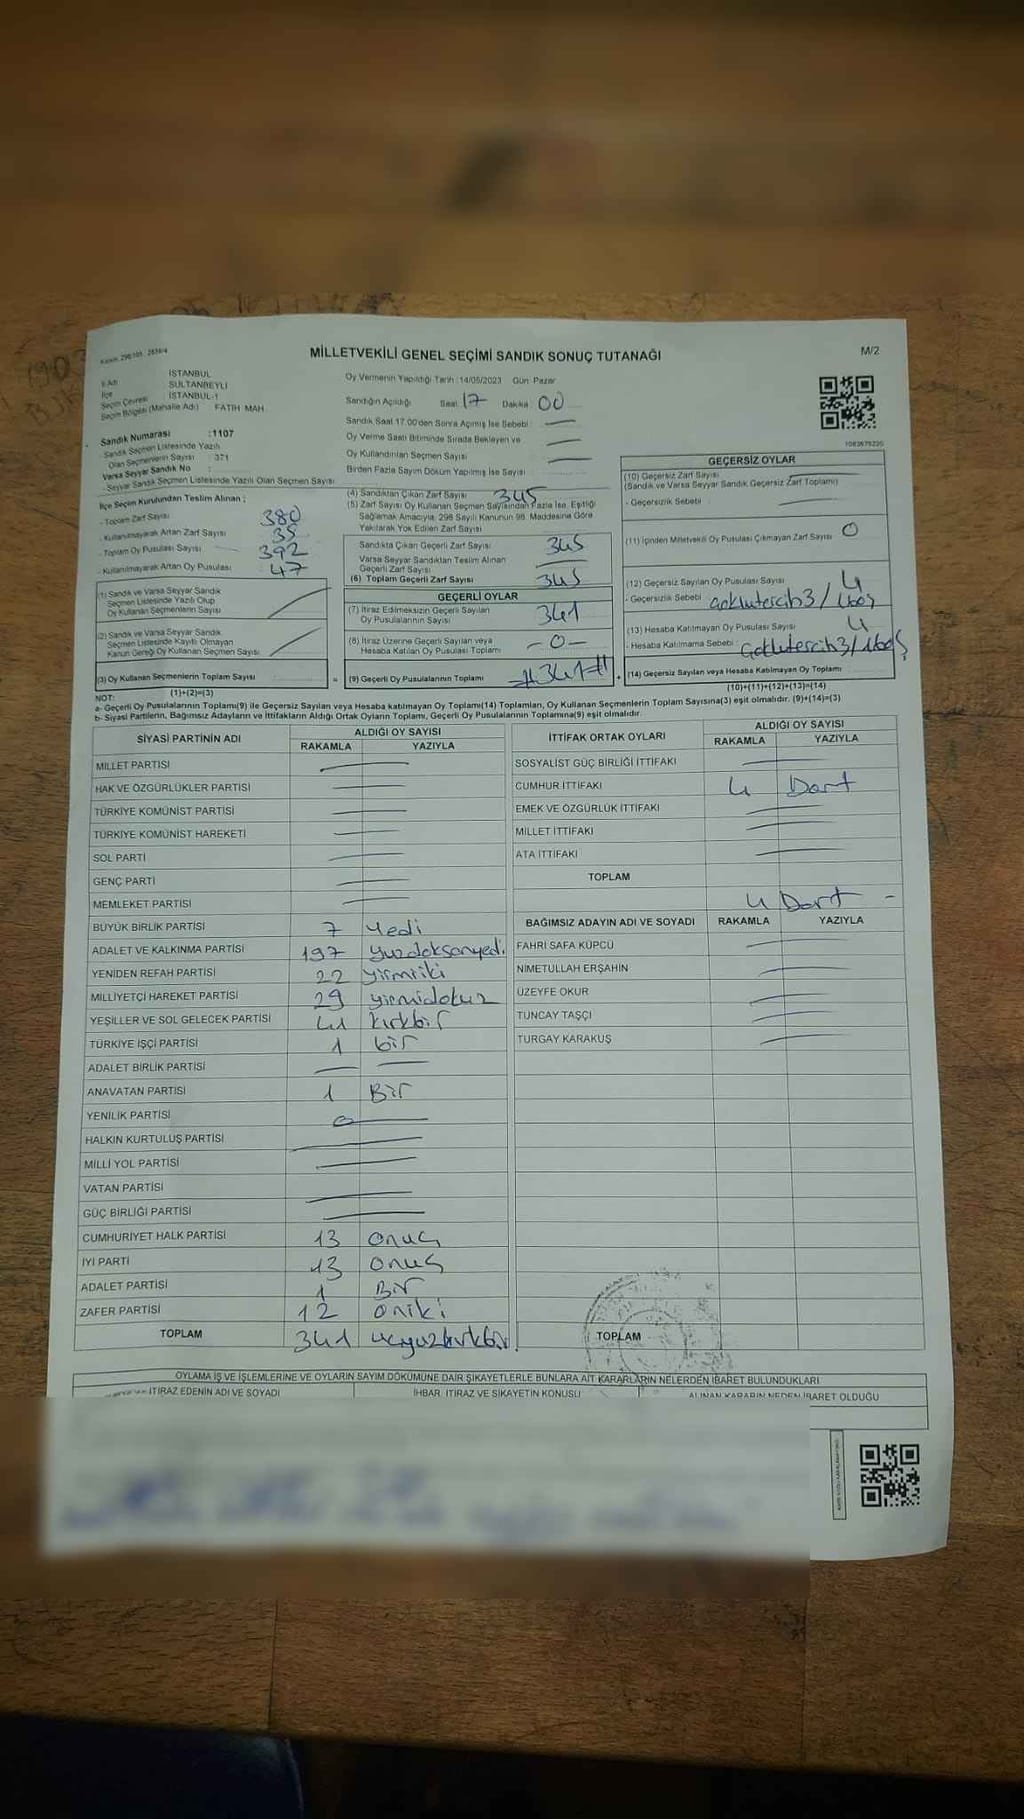 MİLLETVEKİLİ GENEL SEÇİMİ SANDIK SONUÇ TUTANAĞI
M/2
İl Adı : İSTANBUL
İlçe : SULTANBEYLİ
Seçim Çevresi : İSTANBUL-1
Seçim Bölgesi (Mahalle Adı) : FATİH MAH.
Sandık Numarası : 1107
- Sandık Seçmen Listesinde Yazılı
Olan Seçmenlerin Sayısı : 371
Varsa Seyyar Sandık No :
- Seyyar Sandık Seçmen Listesinde Yazılı Olan Seçmen Sayısı
Oy Vermenin Yapıldığı Tarih : 14/05/2023 Gün: Pazar
Sandığın Açıldığı Saat 17 Dakika 00
Sandık Saat 17.00'den Sonra Açılmış İse Sebebi :
Oy Verme Saati Bitiminde Sırada Bekleyen ve
Oy Kullandırılan Seçmen Sayısı
Birden Fazla Sayım Döküm Yapılmış İse Sayısı
İlçe Seçim Kurulundan Teslim Alınan ;
- Toplam Zarf Sayısı : 380
- Kullanılmayarak Artan Zarf Sayısı : 35
- Toplam Oy Pusulası Sayısı : 392
- Kullanılmayarak Artan Oy Pusulası : 47
(1) Sandık ve Varsa Seyyar Sandık
Seçmen Listesinde Yazılı Olup
Oy Kullanan Seçmenlerin Sayısı
(2) Sandık ve Varsa Seyyar Sandık
Seçmen Listesinde Kayıtlı Olmayan
Kanun Gereği Oy Kullanan Seçmen Sayısı
(3) Oy Kullanan Seçmenlerin Toplam Sayısı
(1)+(2)=(3)
(4) Sandıktan Çıkan Zarf Sayısı 345
(5) Zarf Sayısı Oy Kullanan Seçmen Sayısından Fazla İse, Eşitliği
Sağlamak Amacıyla, 298 Sayılı Kanunun 98. Maddesine Göre
Yakılarak Yok Edilen Zarf Sayısı
Sandıkta Çıkan Geçerli Zarf Sayısı 345
Varsa Seyyar Sandıktan Teslim Alınan
Geçerli Zarf Sayısı
(6) Toplam Geçerli Zarf Sayısı 345
GEÇERLİ OYLAR
(7) İtiraz Edilmeksizin Geçerli Sayılan
Oy Pusulalarının Sayısı 341
(8) İtiraz Üzerine Geçerli Sayılan veya
Hesaba Katılan Oy Pusulası Toplamı -0-
(9) Geçerli Oy Pusulalarının Toplamı #341#
GEÇERSİZ OYLAR
(10) Geçersiz Zarf Sayısı
(Sandık ve Varsa Seyyar Sandık Geçersiz Zarf Toplamı)
- Geçersizlik Sebebi
(11) İçinden Milletvekili Oy Pusulası Çıkmayan Zarf Sayısı 0
(12) Geçersiz Sayılan Oy Pusulası Sayısı 4
- Geçersizlik Sebebi
(13) Hesaba Katılmayan Oy Pusulası Sayısı 4
- Hesaba Katılmama Sebebi :
(14) Geçersiz Sayılan veya Hesaba Katılmayan Oy Toplamı
(10)+(11)+(12)+(13)=(14)
NOT:
a- Geçerli Oy Pusulalarının Toplamı(9) ile Geçersiz Sayılan veya Hesaba katılmayan Oy Toplam(14) Toplamları, Oy Kullanan Seçmenlerin Toplam Sayısına(3) eşit olmalıdır. (9)+(14)=(3)
b- Siyasi Partilerin, Bağımsız Adayların ve İttifakların Aldığı Ortak Oyların Toplamı, Geçerli Oy Pusulalarının Toplamına(9) eşit olmalıdır.
SİYASİ PARTİNİN ADI ALDIĞI OY SAYISI
RAKAMLA YAZIYLA
MİLLET PARTİSİ
HAK VE ÖZGÜRLÜKLER PARTİSİ
TÜRKİYE KOMÜNİST PARTİSİ
TÜRKİYE KOMÜNİST HAREKETİ
SOL PARTİ
GENÇ PARTİ
MEMLEKET PARTİSİ
BÜYÜK BİRLİK PARTİSİ 7 Yedi
ADALET VE KALKINMA PARTİSİ 197 yuzdoksanyedi
YENİDEN REFAH PARTİSİ 22 yirmiiki
MİLLİYETÇİ HAREKET PARTİSİ 29 yirmidokuz
YEŞİLLER VE SOL GELECEK PARTİSİ 41 kırkbir
TÜRKİYE İŞÇİ PARTİSİ 1 bir
ADALET BİRLİK PARTİSİ
ANAVATAN PARTİSİ 1 Bir
YENİLİK PARTİSİ 0
HALKIN KURTULUŞ PARTİSİ
MİLLİ YOL PARTİSİ
VATAN PARTİSİ
GÜÇ BİRLİĞİ PARTİSİ
CUMHURİYET HALK PARTİSİ 13 onuç
İYİ PARTİ 13 onuç
ADALET PARTİSİ 1 Bir
ZAFER PARTİSİ 12 oniki
TOPLAM 341 ucyuzkırkbir
İTTİFAK ORTAK OYLARI ALDIĞI OY SAYISI
RAKAMLA YAZIYLA
SOSYALİST GÜÇ BİRLİĞİ İTTİFAKI
CUMHUR İTTİFAKI 4 Dört
EMEK VE ÖZGÜRLÜK İTTİFAKI
MİLLET İTTİFAKI
ATA İTTİFAKI
TOPLAM 4 Dört -
BAĞIMSIZ ADAYIN ADI VE SOYADI RAKAMLA YAZIYLA
FAHRİ SAFA KÜPCÜ
NİMETULLAH ERŞAHİN
ÜZEYFE OKUR
TUNCAY TAŞÇI
TURGAY KARAKUŞ
TOPLAM
OYLAMA İŞ VE İŞLEMLERİNE VE OYLARIN SAYIM DÖKÜMÜNE DAİR ŞİKAYETLERLE BUNLARA AİT KARARLARIN NELERDEN İBARET BULUNDUKLARI
İTİRAZ EDENİN ADI VE SOYADI İHBAR, İTİRAZ VE ŞİKAYETİN KONUSU ALINAN KARARIN NEDEN İBARET OLDUĞU